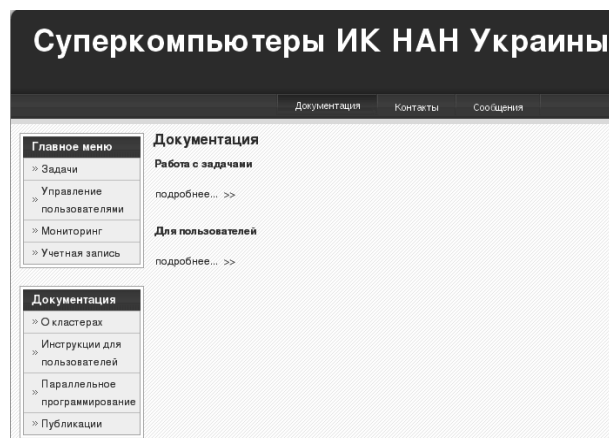 Суперкомпьютеры ИК НАН Украины
Документация Контакты Сообщения
Главное меню
» Задачи
» Управление
пользователями
» Мониторинг
» Учетная запись
Документация
» О кластерах
» Инструкции для
пользователей
» Параллельное
программирование
» Публикации
Документация
Работа с задачами
подробнее... >>
Для пользователей
подробнее... >>